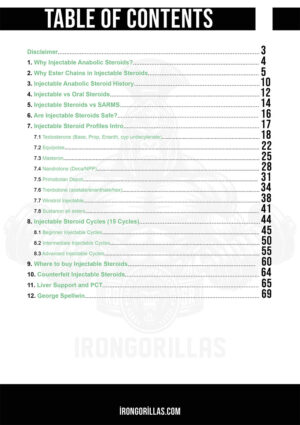 TABLE OF CONTENTS
Disclaimer 3
1. Why Injectable Anabolic Steroids? 4
2. Why Ester Chains in Injectable Steroids 5
3. Injectable Anabolic Steroid History 10
4. Injectable vs Oral Steroids 12
5. Injectable Steroids vs SARMS 14
6. Are Injectable Steroids Safe? 16
7. Injectable Steroid Profiles Intro 17
7.1 Testosterone (Base, Prop, Enanth, cyp undecylenate) 18
7.2 Equipoise 22
7.3 Masteron 25
7.4 Nandrolone (Deca/NPP) 28
7.5 Primobolan Depot 31
7.6 Trenbolone (acetate/enanthate/hex) 34
7.7 Winstrol Injectable 38
7.8 Sustanon all esters 41
8. Injectable Steroid Cycles (15 Cycles) 44
8.1 Beginner Injectable Cycles 45
8.2 Intermediate Injectable Cycles 50
8.3 Advanced Injectable Cycles 55
9. Where to buy Injectable Steroids 60
10. Counterfeit Injectable Steroids 64
11. Liver Support and PCT 65
12. George Spellwin 69
IRONGORILLAS
IRONGORILLAS.COM